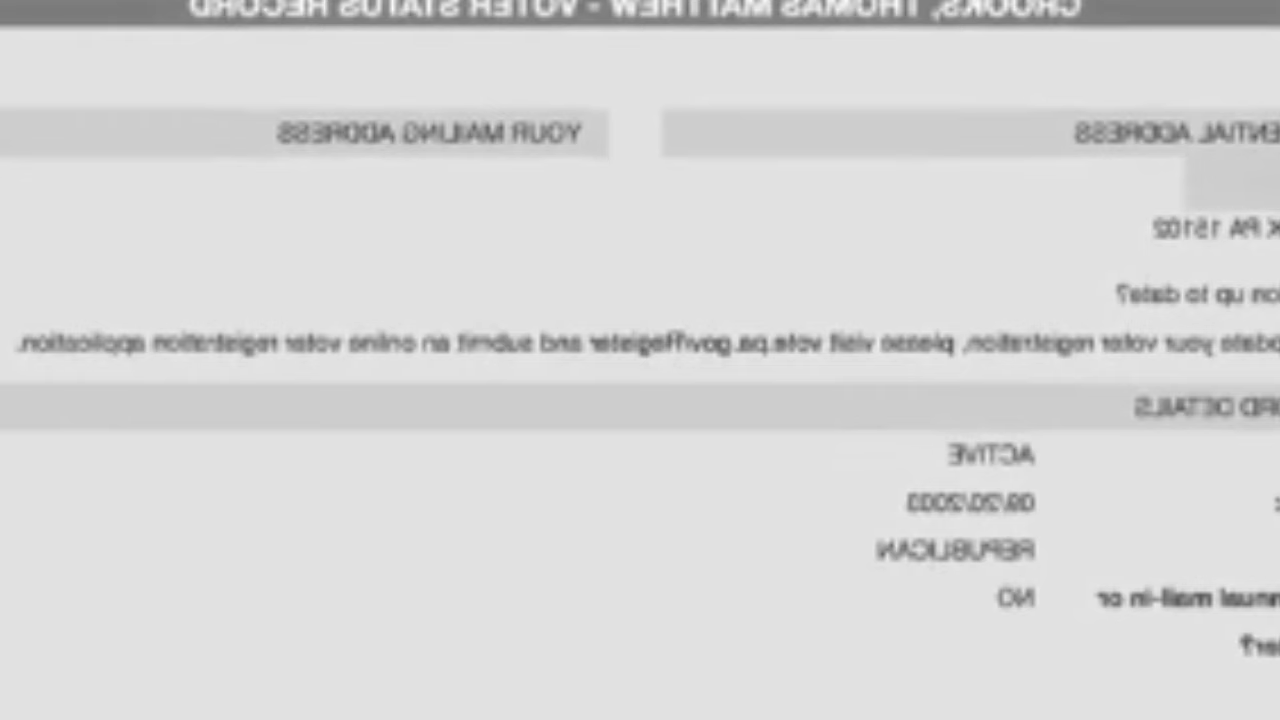 CROOKS, THOMAS MATTHEW - VOTER STATUS RECORD
ENTIAL ADDRESS
YOUR MAILING ADDRESS
K PA 15102
on up to date?
pdate your voter registration, please visit vote.pa.gov/Register and submit an online voter registration application.
RD DETAILS
ACTIVE
09/20/2003
REPUBLICAN
nnual mail-in or NO
ter?